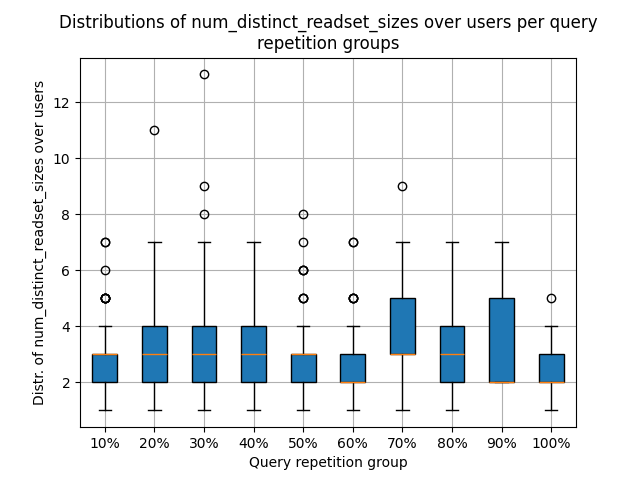 Distributions of num_distinct_readset_sizes over users per query
repetition groups
Distr. of num_distinct_readset_sizes over users
12
10
8
6
4
2
10% 20% 30% 40% 50% 60% 70% 80% 90% 100%
Query repetition group